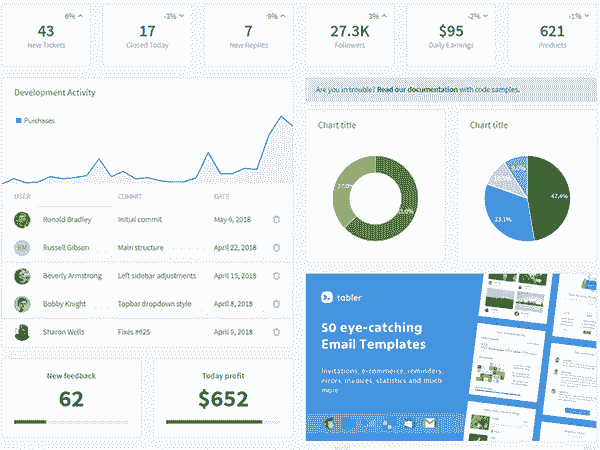 6%
43
New Tickets
-3%
17
Closed Today
9%
7
New Replies
3%
27.3K
Followers
-2%
$95
Daily Earnings
-1%
621
Products
Development Activity
Purchases
USER COMMIT DATE
Ronald Bradley Initial commit May 6, 2018
Russell Gibson Main structure April 22, 2018
Beverly Armstrong Left sidebar adjustments April 15, 2018
Bobby Knight Topbar dropdown style April 8, 2018
Sharon Wells Fixes #625 April 9, 2018
New feedback
62
Today profit
$652
Are you in trouble? Read our documentation with code samples.
Chart title
Chart title
47.4%
33.1%
tabler
50 eye-catching
Email Templates
Invitations, e-commerce, reminders,
errors, invoices, statistics and much
more